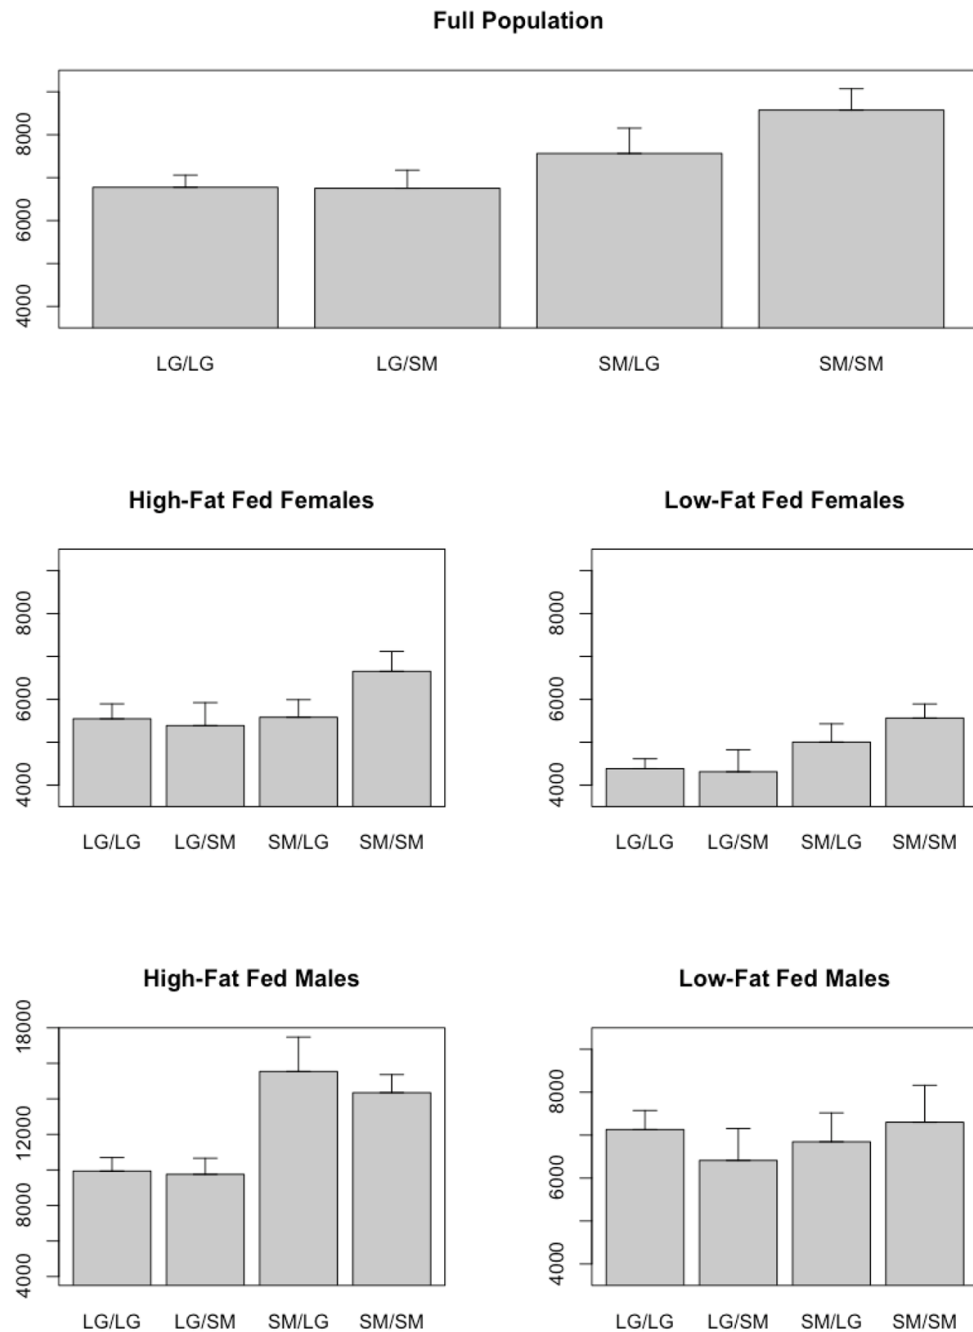 Full Population
8000
6000
4000
LG/LG LG/SM SM/LG SM/SM
High-Fat Fed Females Low-Fat Fed Females
8000 8000
6000 6000
4000 4000
LG/LG LG/SM SM/LG SM/SM LG/LG LG/SM SM/LG SM/SM
High-Fat Fed Males Low-Fat Fed Males
18000
12000 8000
8000 6000
4000 4000
LG/LG LG/SM SM/LG SM/SM LG/LG LG/SM SM/LG SM/SM